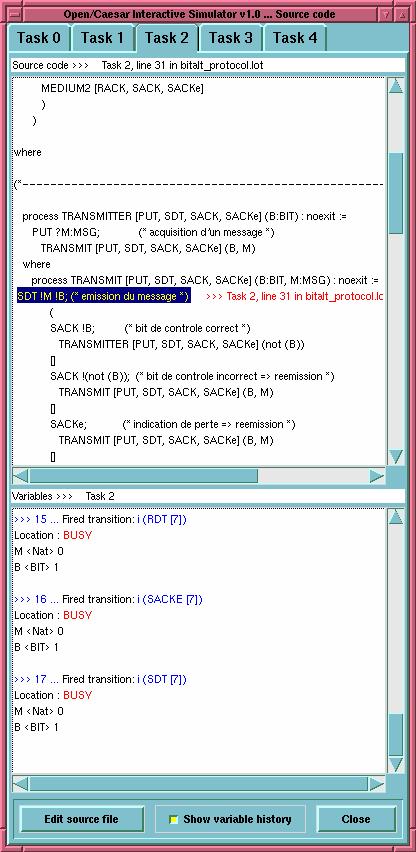 Open/Caesar Interactive Simulator v1.0 ... Source code
Task 0 Task 1 Task 2 Task 3 Task 4
Source code >>> Task 2, line 31 in bitalt_protocol.lot
MEDIUM2 [RACK, SACK, SACKe]
)
)
where
(*----------------------------------------------------------
process TRANSMITTER [PUT, SDT, SACK, SACKe] (B:BIT) : noexit :=
PUT ?M:MSG; (* acquisition d'un message *)
TRANSMIT [PUT, SDT, SACK, SACKe] (B, M)
where
process TRANSMIT [PUT, SDT, SACK, SACKe] (B:BIT, M:MSG) : noexit :=
SDT !M !B; (* emission du message *) >>> Task 2, line 31 in bitalt_protocol.lc
(
SACK !B; (* bit de controle correct *)
TRANSMITTER [PUT, SDT, SACK, SACKe] (not (B))
[]
SACK !(not (B)); (* bit de controle incorrect => reemission *)
TRANSMIT [PUT, SDT, SACK, SACKe] (B, M)
[]
SACKe; (* indication de perte => reemission *)
TRANSMIT [PUT, SDT, SACK, SACKe] (B, M)
[]
Variables >>> Task 2
>>> 15 ... Fired transition: i (RDT [7])
Location : BUSY
M <Nat> 0
B <BIT> 1
>>> 16 ... Fired transition: i (SACKE [7])
Location : BUSY
M <Nat> 0
B <BIT> 1
>>> 17 ... Fired transition: i (SDT [7])
Location : BUSY
M <Nat> 0
B <BIT> 1
Edit source file Show variable history Close